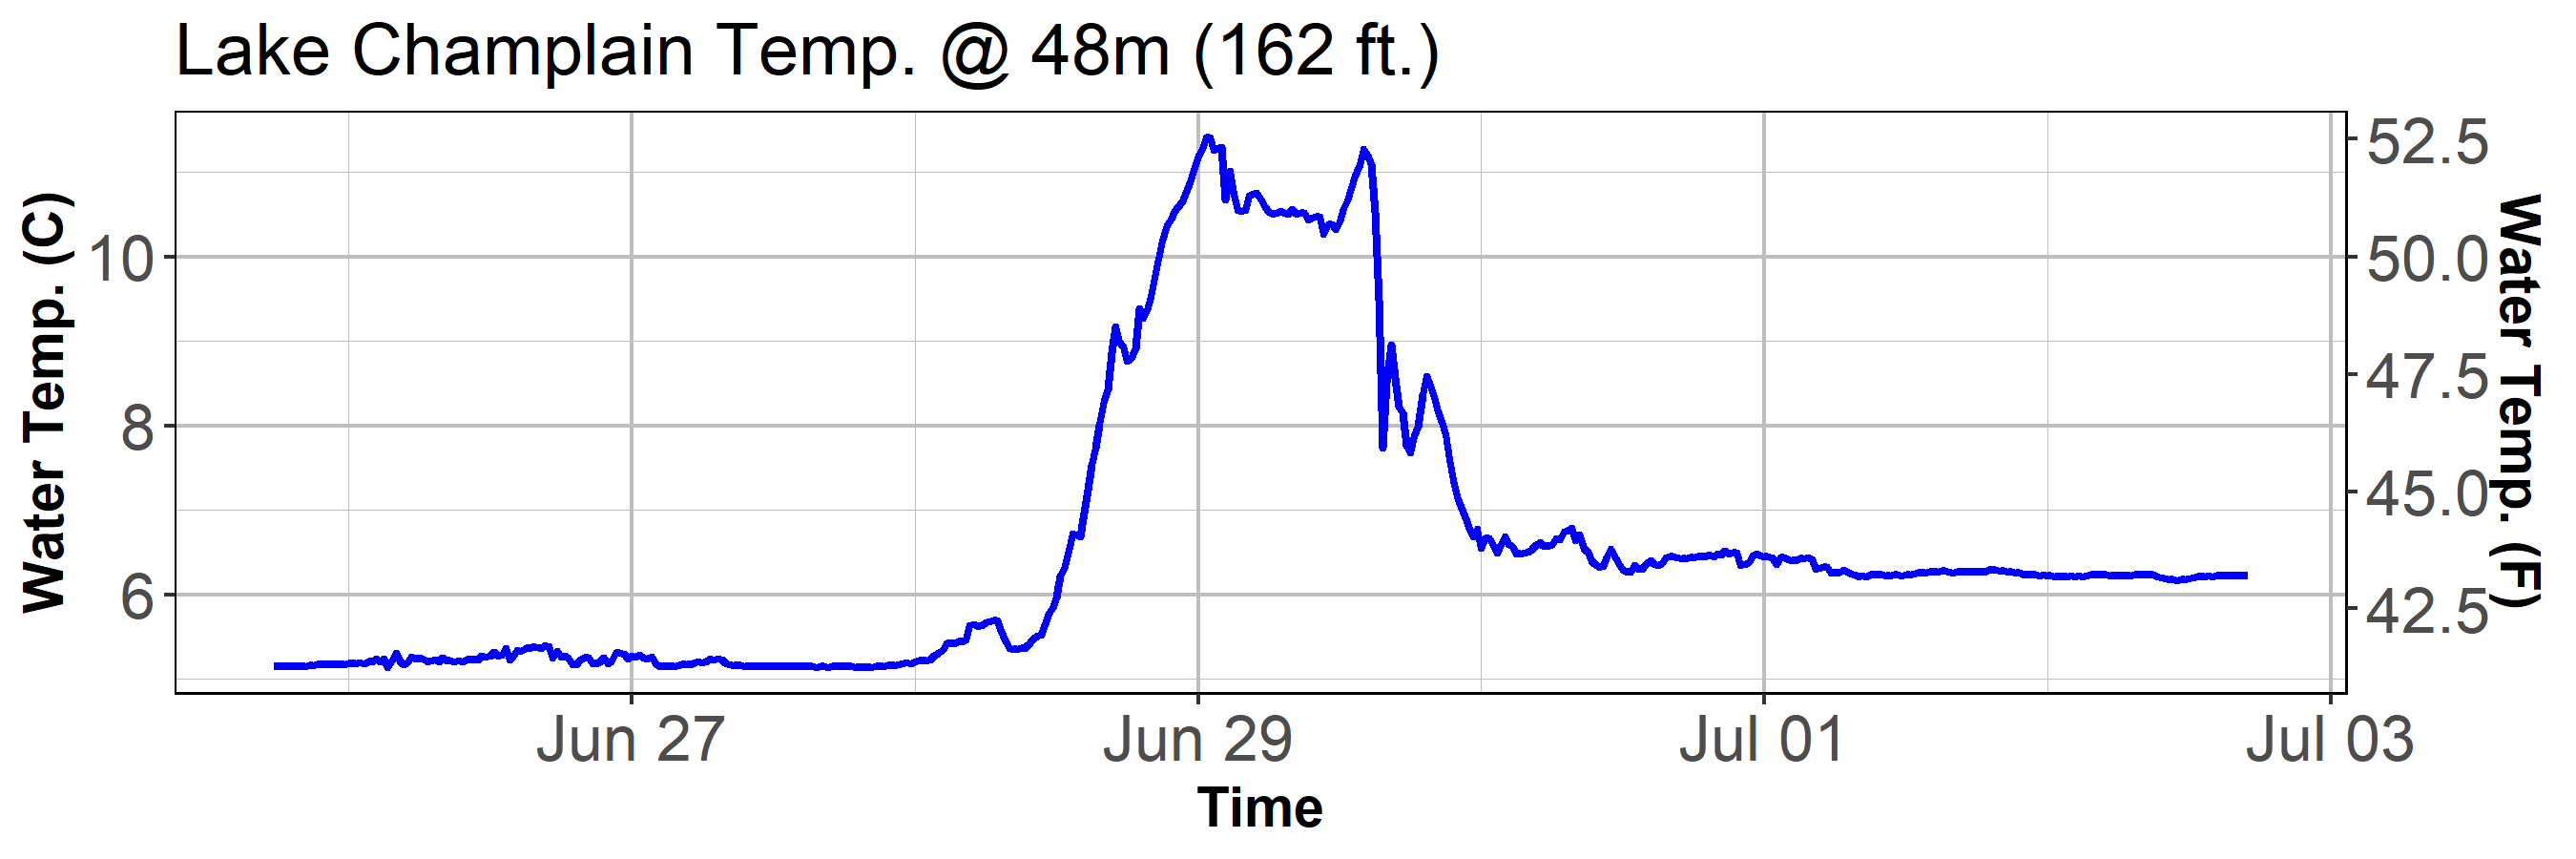 Lake Champlain Temp. @ 48m (162 ft.)
Water Temp. (C)
10
8
6
52.5
50.0
47.5
45.0
42.5
Water Temp. (F)
Jun 27
Jun 29
Jul 01
Jul 03
Time